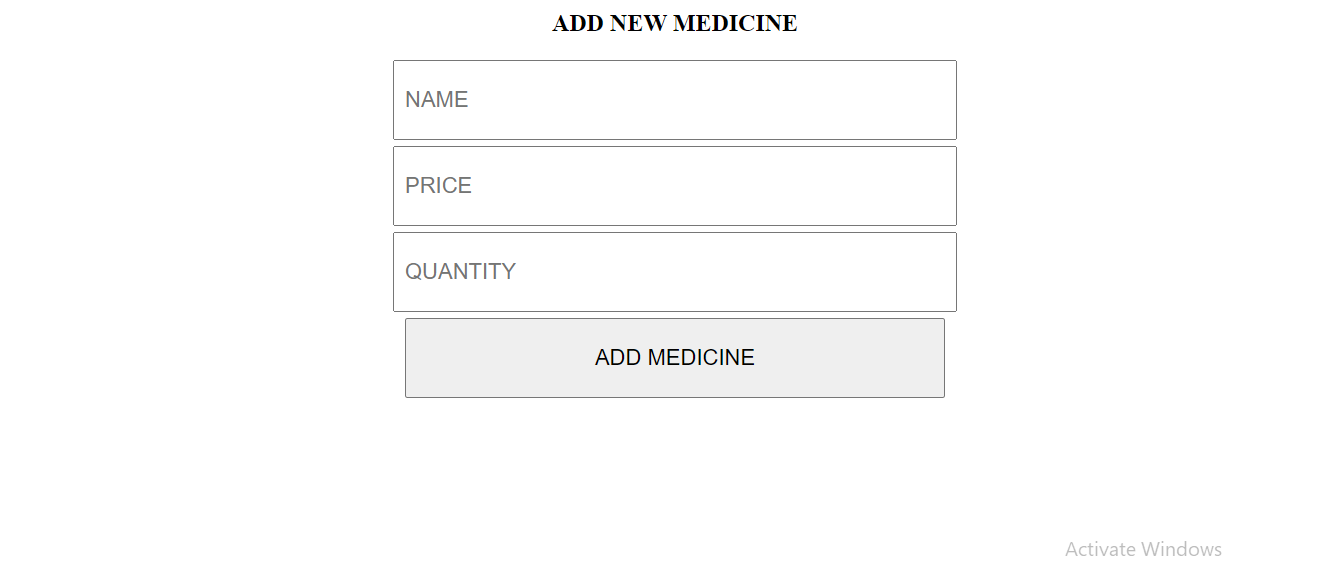 ADD NEW MEDICINE
NAME
PRICE
QUANTITY
ADD MEDICINE
Activate Windows